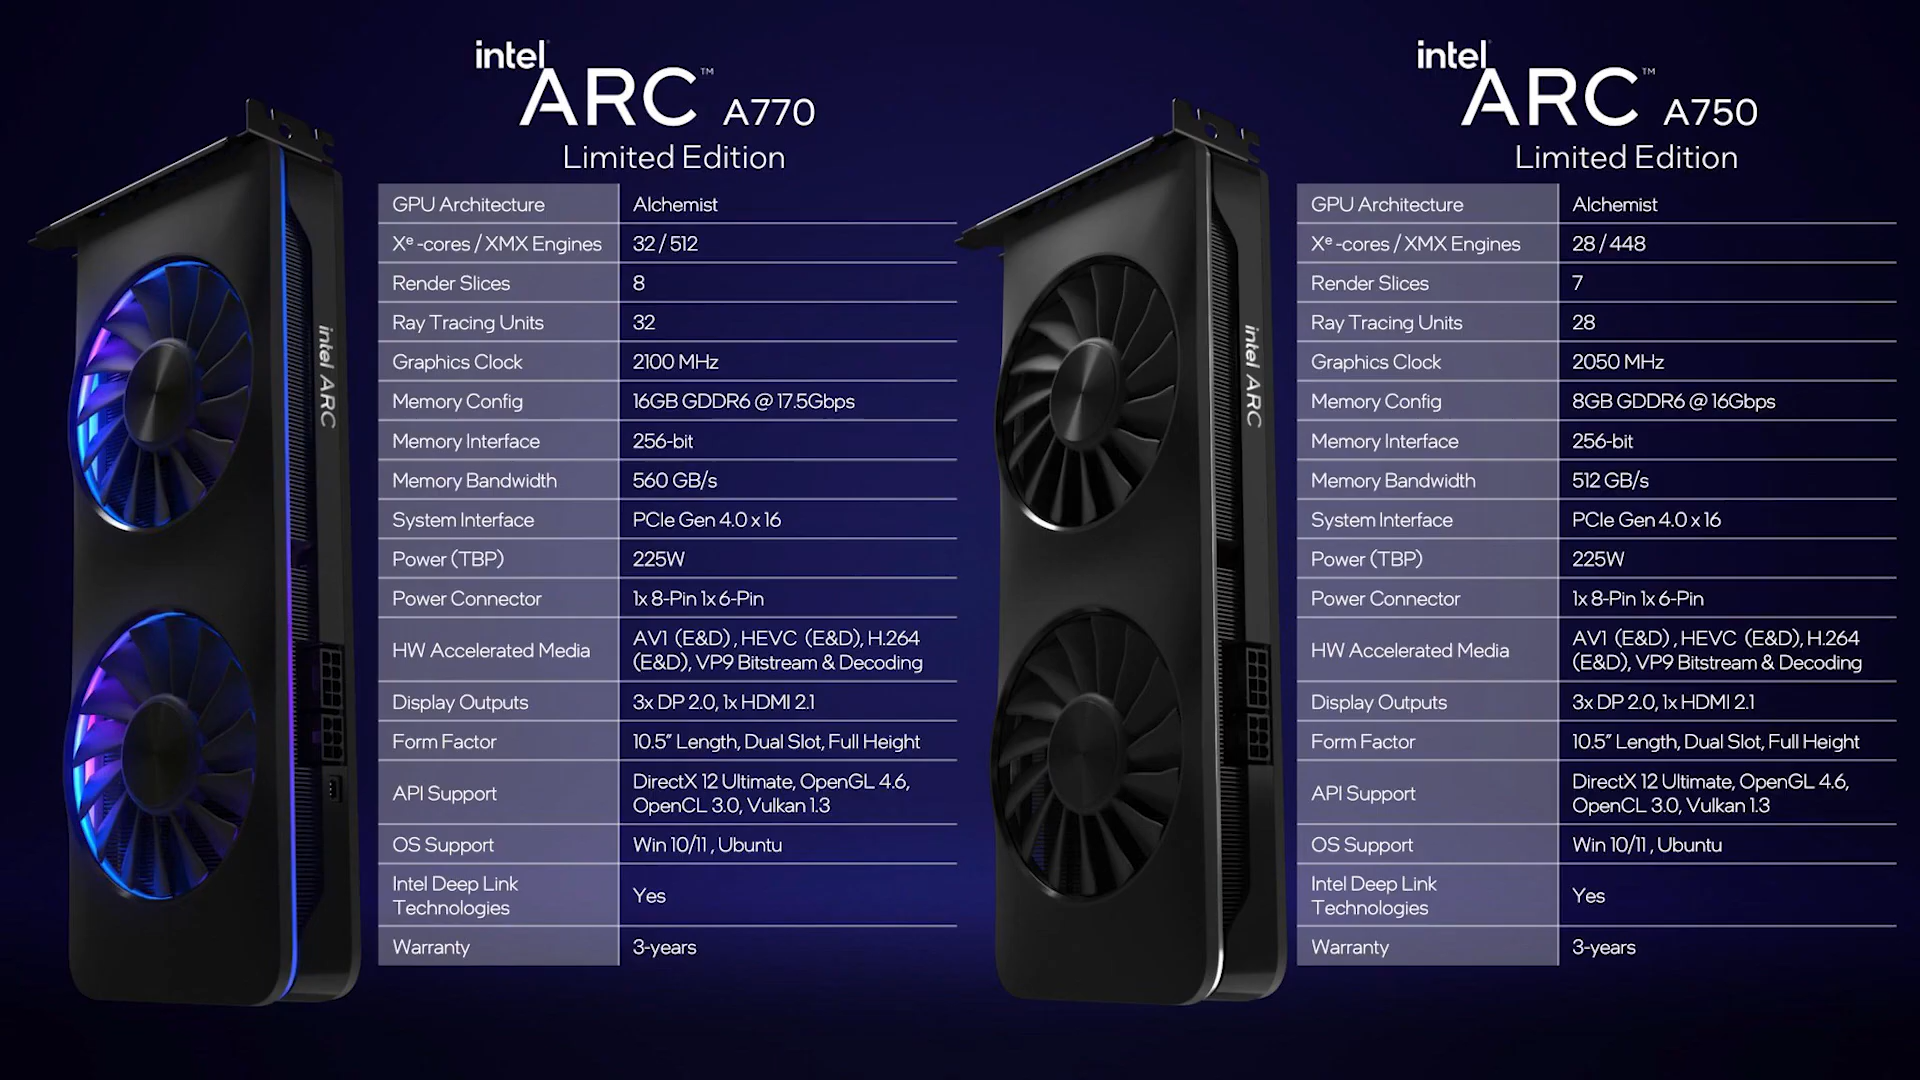 intel
ARC™ A770
Limited Edition
GPU Architecture Alchemist
Xᵉ-cores / XMX Engines 32 / 512
Render Slices 8
Ray Tracing Units 32
Graphics Clock 2100 MHz
Memory Config 16GB GDDR6 @ 17.5Gbps
Memory Interface 256-bit
Memory Bandwidth 560 GB/s
System Interface PCIe Gen 4.0 x 16
Power (TBP) 225W
Power Connector 1x 8-Pin 1x 6-Pin
HW Accelerated Media AV1 (E&D) , HEVC (E&D), H.264
(E&D), VP9 Bitstream & Decoding
Display Outputs 3x DP 2.0, 1x HDMI 2.1
Form Factor 10.5” Length, Dual Slot, Full Height
API Support DirectX 12 Ultimate, OpenGL 4.6,
OpenCL 3.0, Vulkan 1.3
OS Support Win 10/11 , Ubuntu
Intel Deep Link
Technologies Yes
Warranty 3-years
intel ARC
intel
ARC™ A750
Limited Edition
GPU Architecture Alchemist
Xᵉ-cores / XMX Engines 28 / 448
Render Slices 7
Ray Tracing Units 28
Graphics Clock 2050 MHz
Memory Config 8GB GDDR6 @ 16Gbps
Memory Interface 256-bit
Memory Bandwidth 512 GB/s
System Interface PCIe Gen 4.0 x 16
Power (TBP) 225W
Power Connector 1x 8-Pin 1x 6-Pin
HW Accelerated Media AV1 (E&D) , HEVC (E&D), H.264
(E&D), VP9 Bitstream & Decoding
Display Outputs 3x DP 2.0, 1x HDMI 2.1
Form Factor 10.5” Length, Dual Slot, Full Height
API Support DirectX 12 Ultimate, OpenGL 4.6,
OpenCL 3.0, Vulkan 1.3
OS Support Win 10/11 , Ubuntu
Intel Deep Link
Technologies Yes
Warranty 3-years
intel ARC